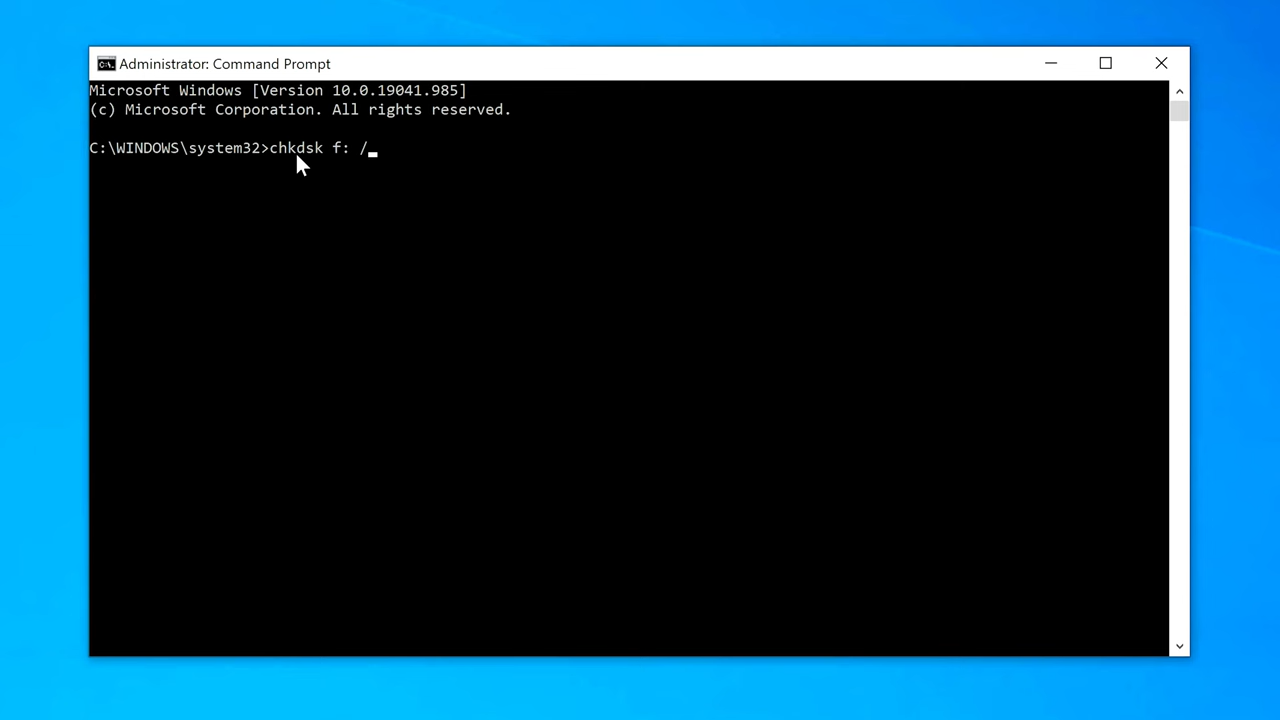 Administrator: Command Prompt
Microsoft Windows [Version 10.0.19041.985]
(c) Microsoft Corporation. All rights reserved.
C:\WINDOWS\system32>chkdsk f: /